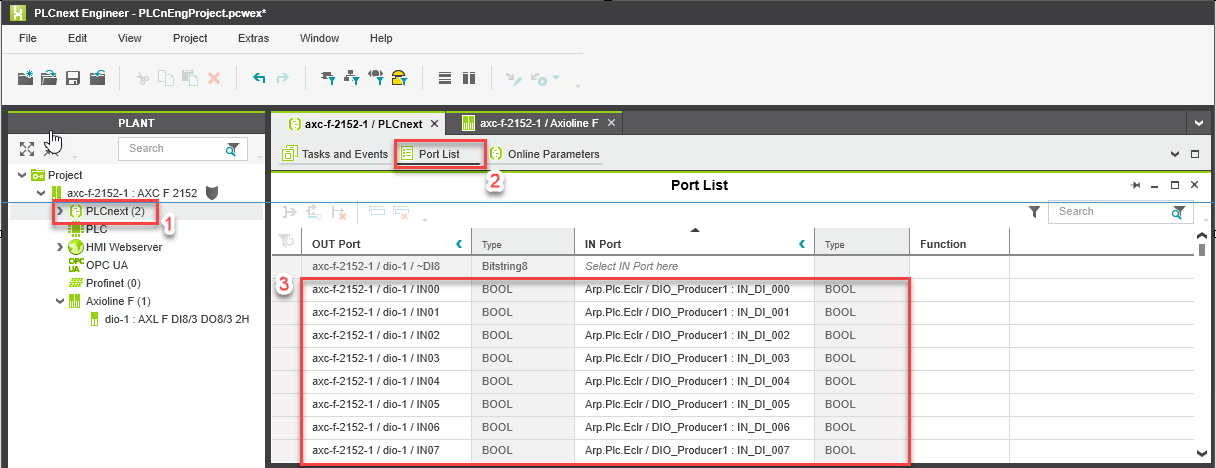 PLCnext Engineer - PLCnEngProject.pcwex*
File Edit View Project Extras Window Help
PLANT
axc-f-2152-1 / PLCnext × axc-f-2152-1 / Axioline F ×
Search
Tasks and Events Port List Online Parameters
2
Project
axc-f-2152-1 : AXC F 2152
PLCnext (2)
1
PLC
HMI Webserver
OPC UA
OPC UA
Profinet (0)
Axioline F (1)
dio-1 : AXL F DI8/3 DO8/3 2H
Port List
Search
OUT Port Type IN Port Type Function
axc-f-2152-1 / dio-1 / ~DI8 Bitstring8 Select IN Port here
3
axc-f-2152-1 / dio-1 / IN00 BOOL Arp.Plc.Eclr / DIO_Producer1 : IN_DI_000 BOOL
axc-f-2152-1 / dio-1 / IN01 BOOL Arp.Plc.Eclr / DIO_Producer1 : IN_DI_001 BOOL
axc-f-2152-1 / dio-1 / IN02 BOOL Arp.Plc.Eclr / DIO_Producer1 : IN_DI_002 BOOL
axc-f-2152-1 / dio-1 / IN03 BOOL Arp.Plc.Eclr / DIO_Producer1 : IN_DI_003 BOOL
axc-f-2152-1 / dio-1 / IN04 BOOL Arp.Plc.Eclr / DIO_Producer1 : IN_DI_004 BOOL
axc-f-2152-1 / dio-1 / IN05 BOOL Arp.Plc.Eclr / DIO_Producer1 : IN_DI_005 BOOL
axc-f-2152-1 / dio-1 / IN06 BOOL Arp.Plc.Eclr / DIO_Producer1 : IN_DI_006 BOOL
axc-f-2152-1 / dio-1 / IN07 BOOL Arp.Plc.Eclr / DIO_Producer1 : IN_DI_007 BOOL